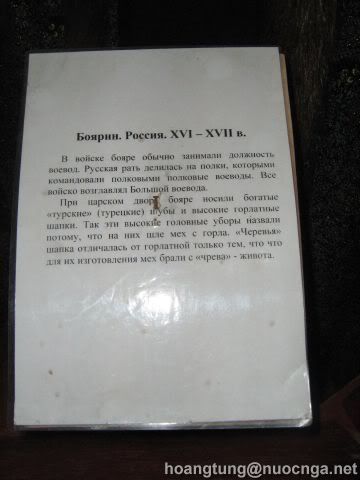 Боярин. Россия. XVI – XVII в.
В войске бояре обычно занимали должность
воевод. Русская рать делилась на полки, которыми
командовали полковыми полковые воеводы. Все
войско возглавлял Большой воевода.
При царском дворе бояре носили богатые
«турские» (турецкие) шубы и высокие горлатные
шапки. Так эти высокие головные уборы назвали
потому, что на них шле мех с горла. «Черевья»
шапка отличалась от горлатной только тем, что что
для их изготовления мех брали с «чрева» - живота.
hoangtung@nuocnga.net